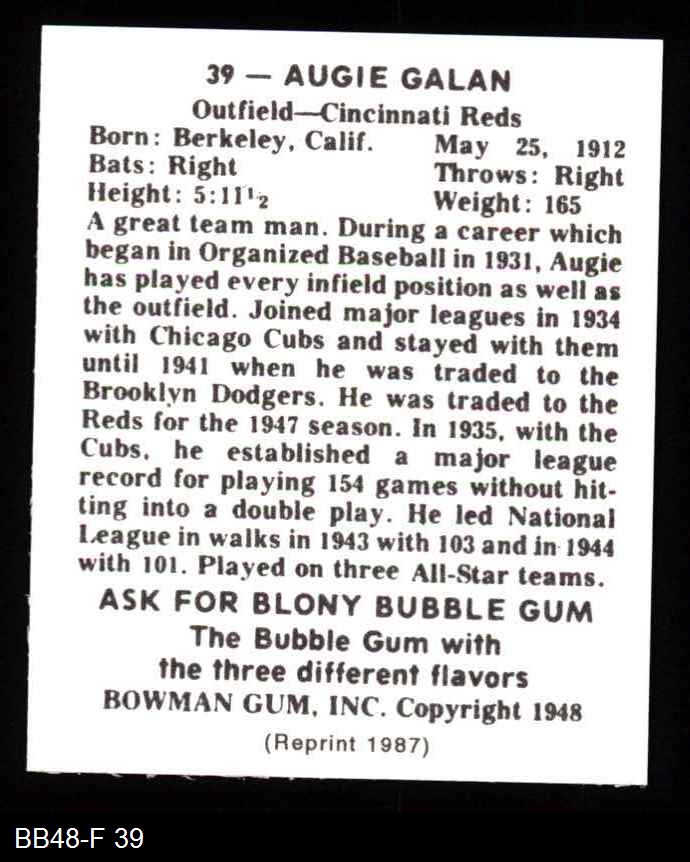 39 — AUGIE GALAN
Outfield—Cincinnati Reds
Born: Berkeley, Calif. May 25, 1912
Bats: Right Throws: Right
Height: 5:11½ Weight: 165
A great team man. During a career which
began in Organized Baseball in 1931, Augie
has played every infield position as well as
the outfield. Joined major leagues in 1934
with Chicago Cubs and stayed with them
until 1941 when he was traded to the
Brooklyn Dodgers. He was traded to the
Reds for the 1947 season. In 1935, with the
Cubs, he established a major league
record for playing 154 games without hit-
ting into a double play. He led National
League in walks in 1943 with 103 and in 1944
with 101. Played on three All-Star teams.
ASK FOR BLONY BUBBLE GUM
The Bubble Gum with
the three different flavors
BOWMAN GUM, INC. Copyright 1948
(Reprint 1987)
BB48-F 39